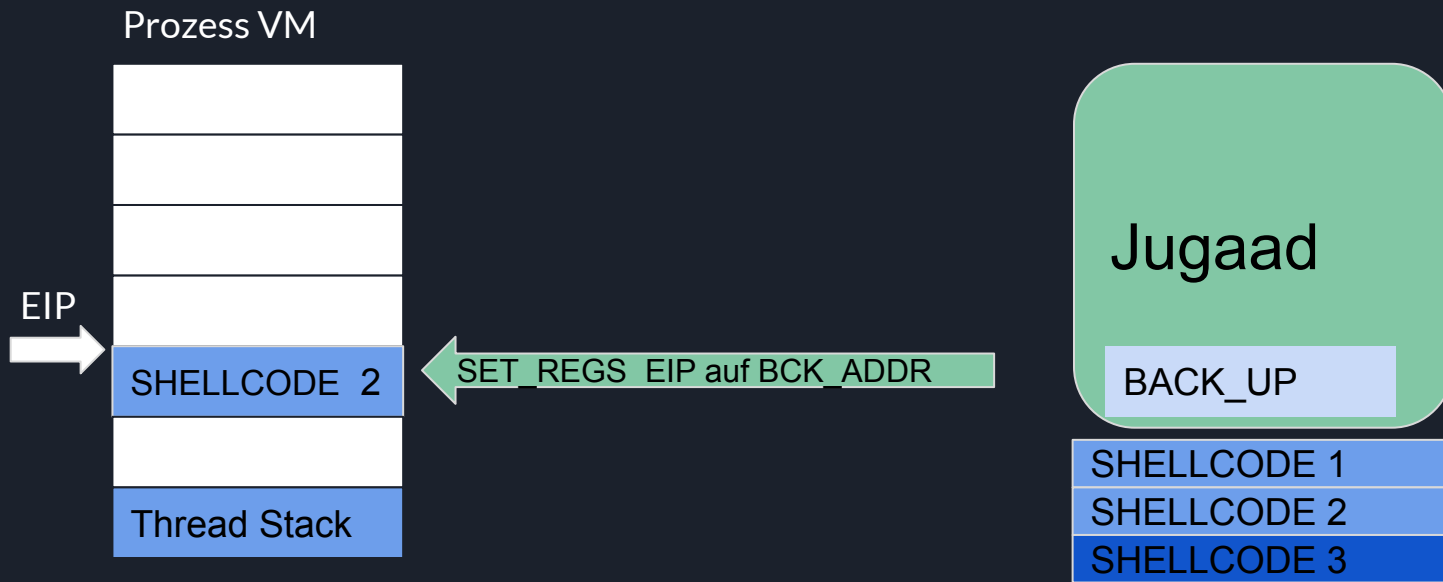 Prozess VM
EIP
SHELLCODE 2
Thread Stack
SET_REGS EIP auf BCK_ADDR
Jugaad
BACK_UP
SHELLCODE 1
SHELLCODE 2
SHELLCODE 3